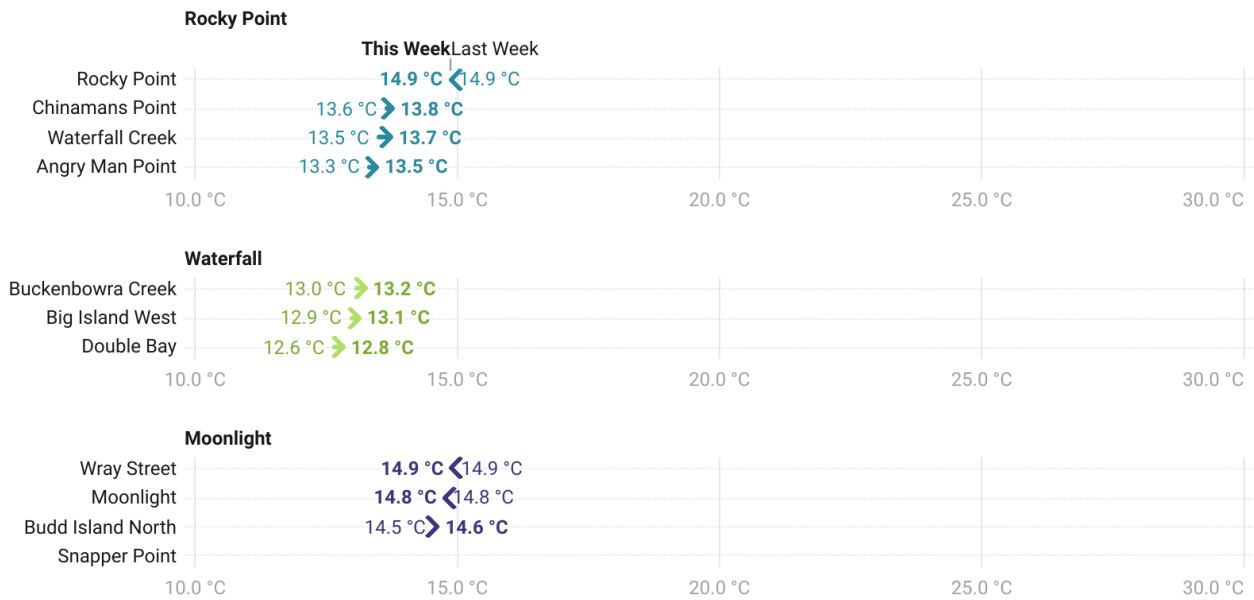 Rocky Point
This Week Last Week
Rocky Point 14.9 °C 14.9 °C
Chinamans Point 13.6 °C 13.8 °C
Waterfall Creek 13.5 °C 13.7 °C
Angry Man Point 13.3 °C 13.5 °C
10.0 °C 15.0 °C 20.0 °C 25.0 °C 30.0 °C
Waterfall
Buckenbowra Creek 13.0 °C 13.2 °C
Big Island West 12.9 °C 13.1 °C
Double Bay 12.6 °C 12.8 °C
10.0 °C 15.0 °C 20.0 °C 25.0 °C 30.0 °C
Moonlight
Wray Street 14.9 °C 14.9 °C
Moonlight 14.8 °C 14.8 °C
Budd Island North 14.5 °C 14.6 °C
Snapper Point
10.0 °C 15.0 °C 20.0 °C 25.0 °C 30.0 °C